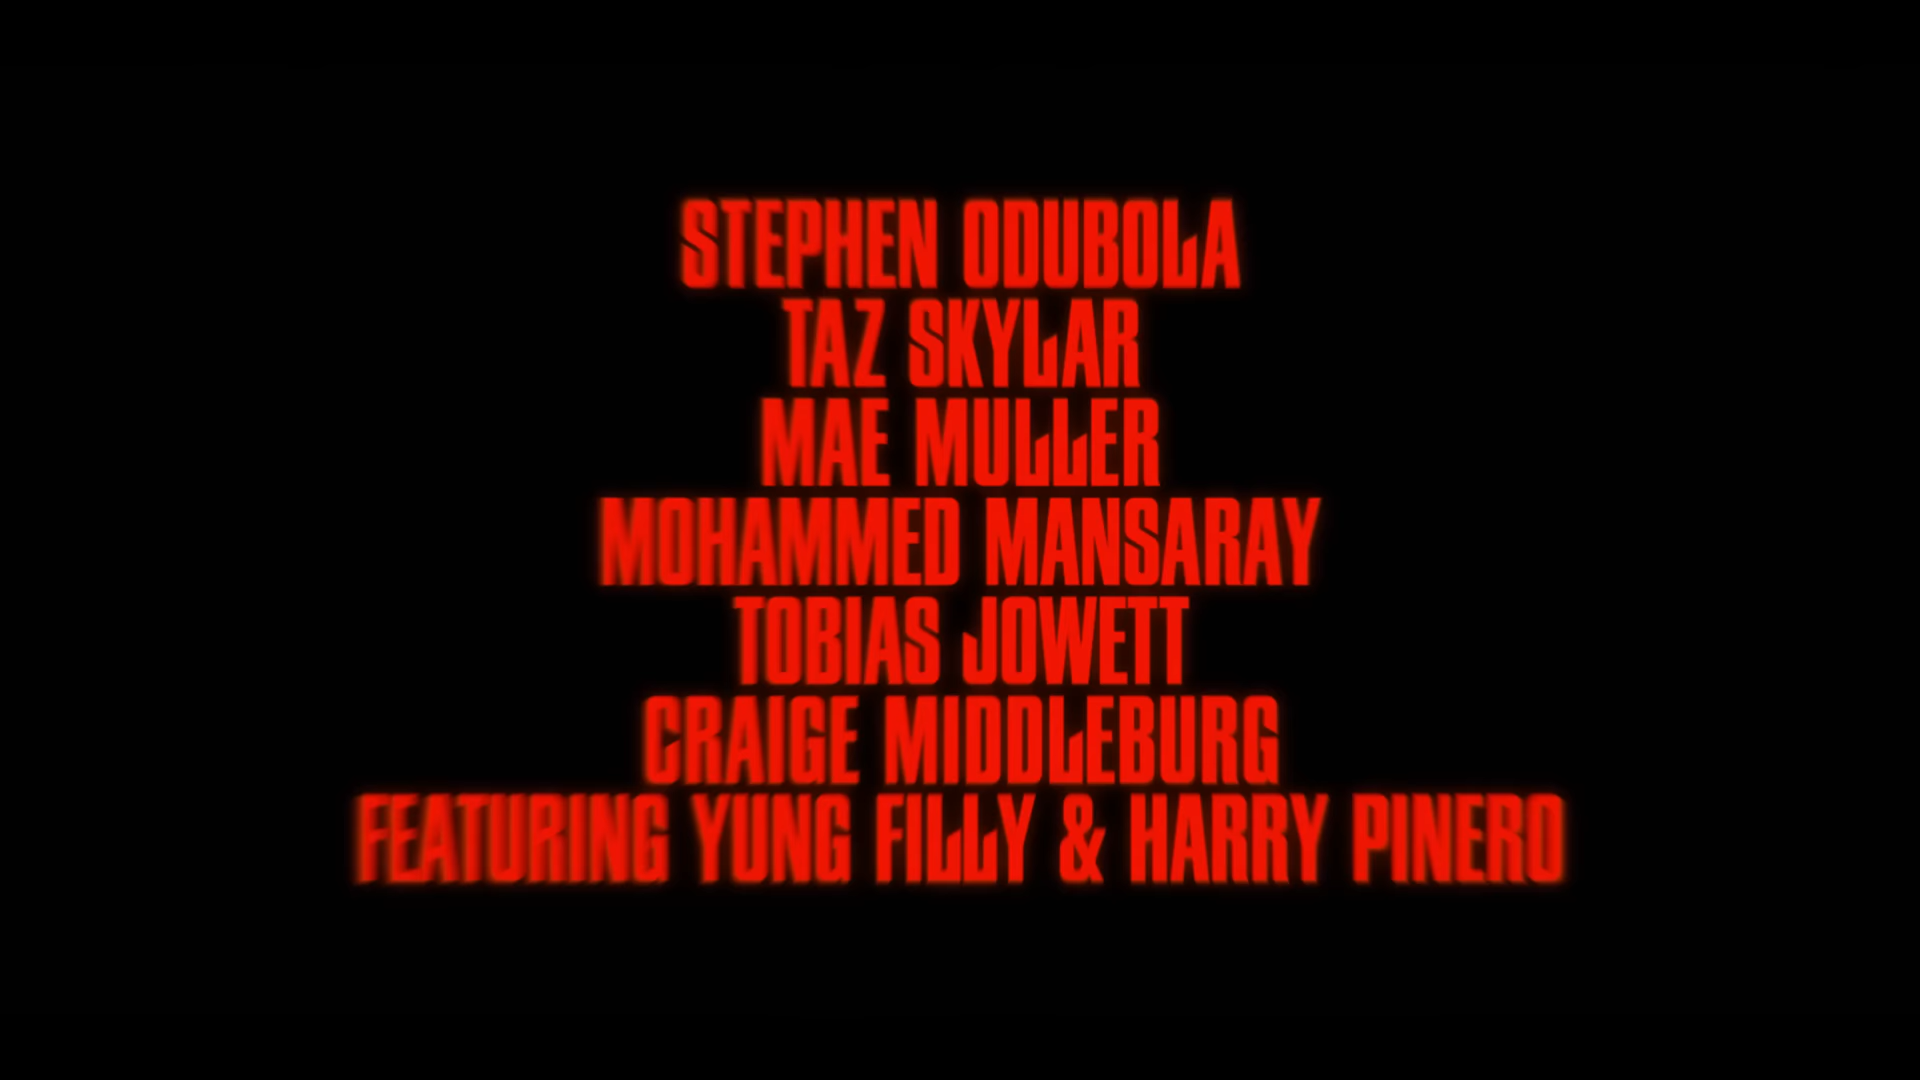 STEPHEN ODUBOLA
TAZ SKYLAR
MAE MULLER
MOHAMMED MANSARAY
TOBIAS JOWETT
CRAIGE MIDDLEBURG
FEATURING YUNG FILLY & HARRY PINERO